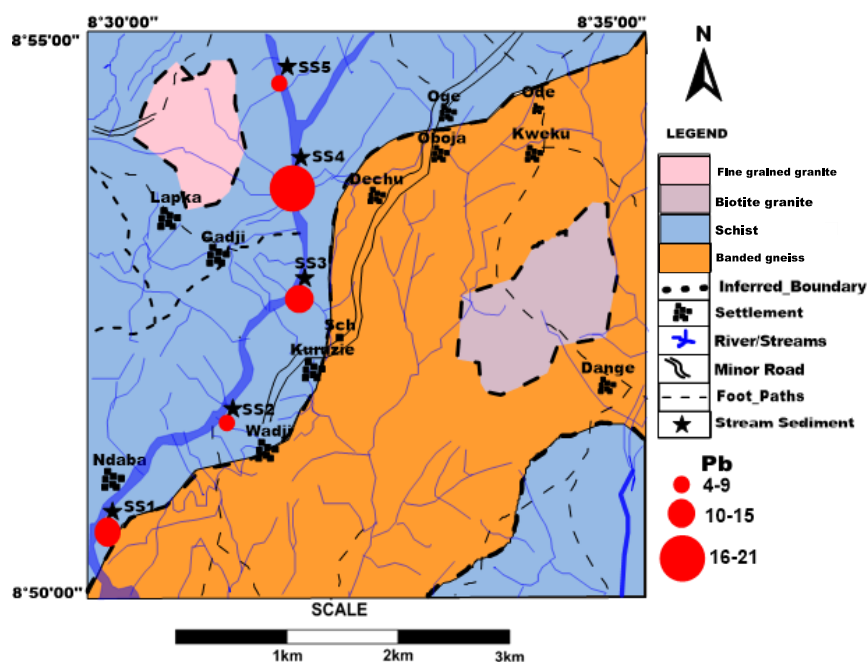 8°30'00"
8°35'00"
8°55'00"
N
SS5
Oge
Ode
Oboja
Kweku
SS4
Dechu
Lapka
Gadji
SS3
Sch
Kuruzie
Dange
SS2
Wadji
Ndaba
SS1
8°50'00"
LEGEND
Fine grained granite
Biotite granite
Schist
Banded gneiss
Inferred_Boundary
Settlement
River/Streams
Minor Road
Foot_Paths
Stream Sediment
Pb
4-9
10-15
16-21
SCALE
1km
2km
3km